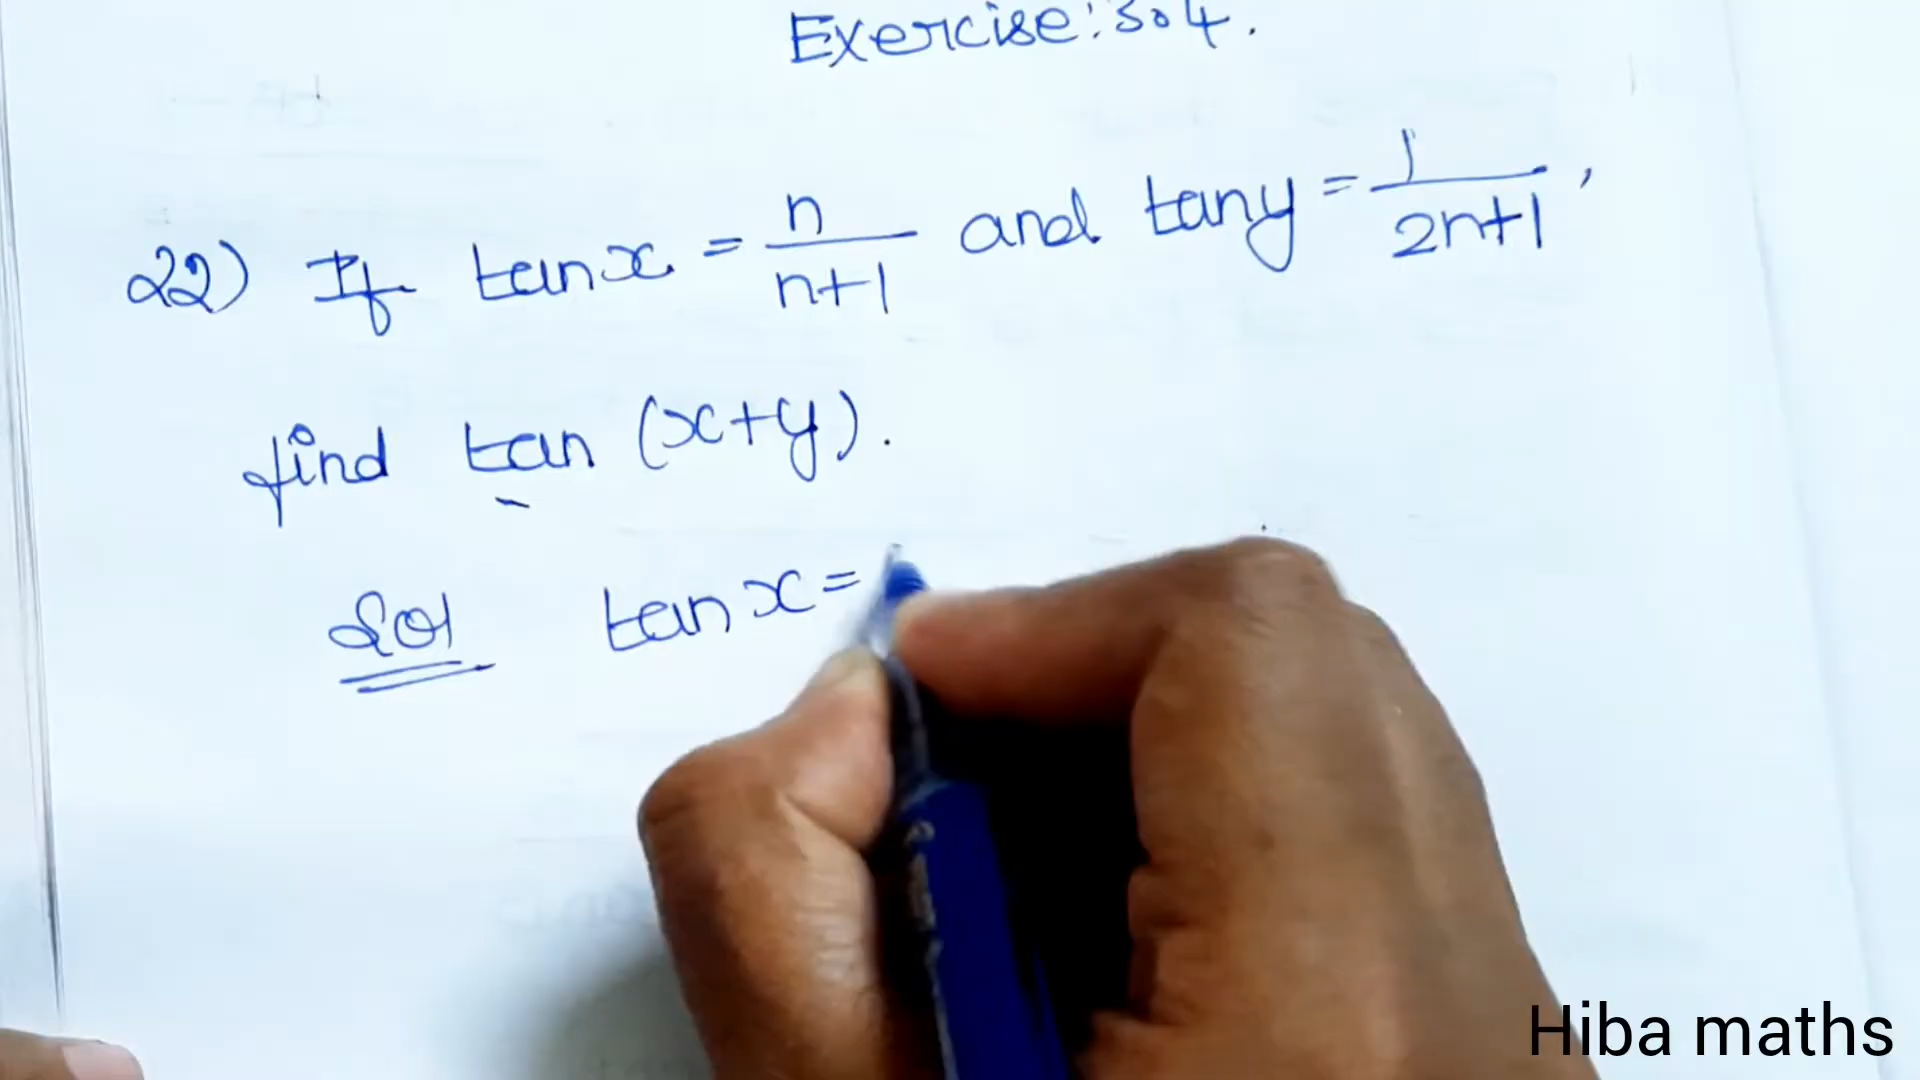 Exercise: 3.4.
22) If tan x = n/n+1 and tan y = 1/2n+1,
find tan (x+y).
Sol tan x =
Hiba maths